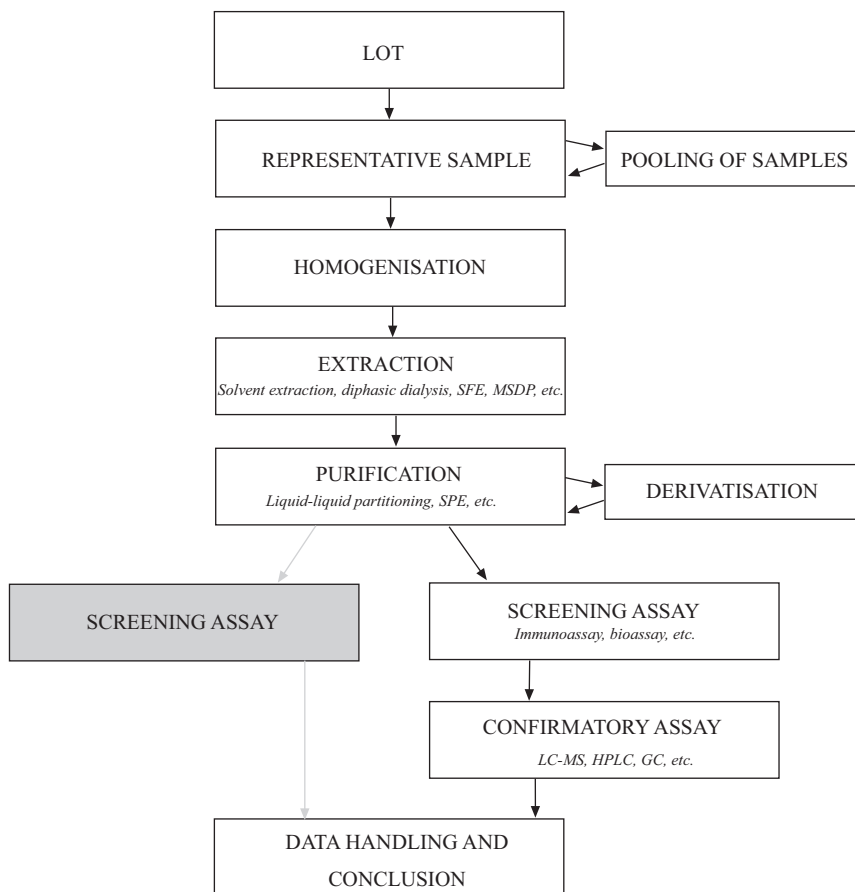 LOT
REPRESENTATIVE SAMPLE
POOLING OF SAMPLES
HOMOGENISATION
EXTRACTION
Solvent extraction, diphasic dialysis, SFE, MSDP, etc.
PURIFICATION
Liquid-liquid partitioning, SPE, etc.
DERIVATISATION
SCREENING ASSAY
SCREENING ASSAY
Immunoassay, bioassay, etc.
CONFIRMATORY ASSAY
LC-MS, HPLC, GC, etc.
DATA HANDLING AND
CONCLUSION